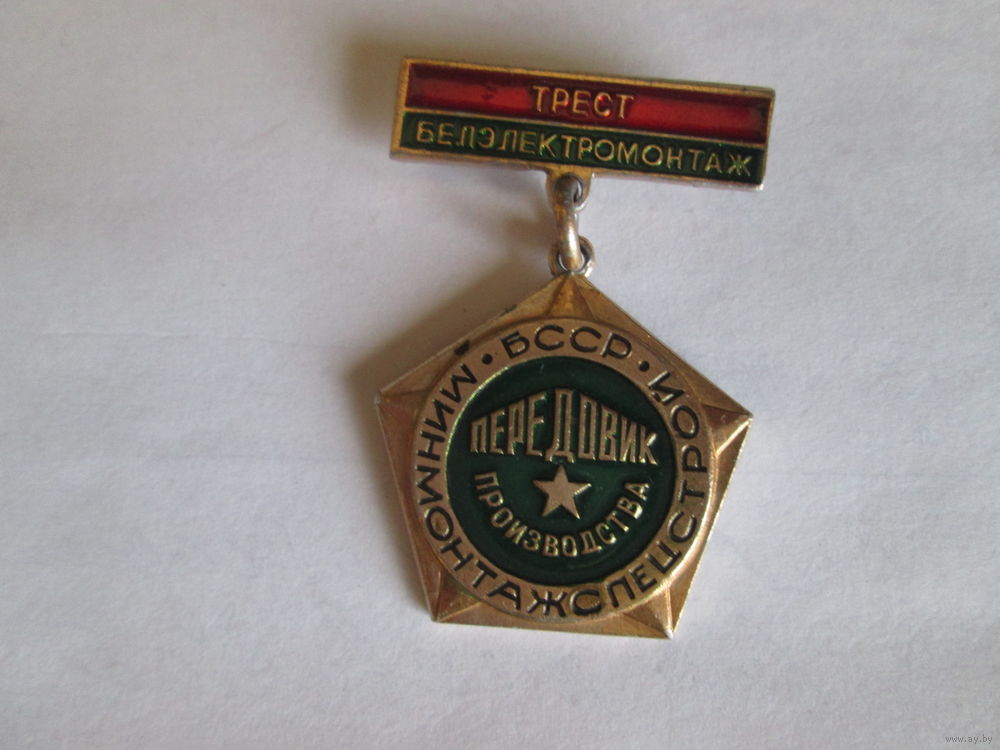 ТРЕСТ
БЕЛЭЛЕКТРОМОНТАЖ
• БССР •
МИНМОНТАЖСПЕЦСТРОЙ
ПЕРЕДОВИК
ПРОИЗВОДСТВА
www.ay.by